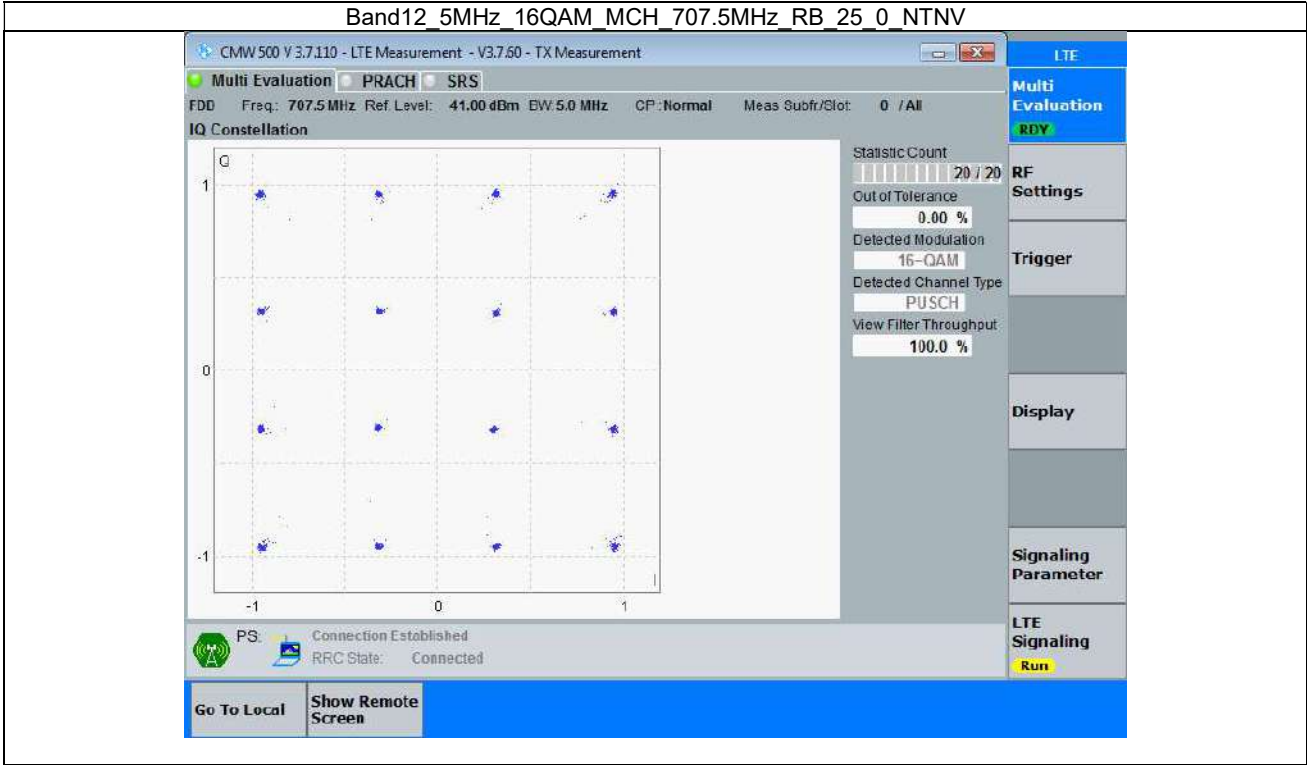 Band12_5MHz_16QAM_MCH_707.5MHz_RB_25_0_NTNV
CMW 500 V 3.7.110 - LTE Measurement - V3.7.60 - TX Measurement
LTE
Multi Evaluation PRACH SRS
FDD Freq.: 707.5 MHz Ref. Level: 41.00 dBm BW: 5.0 MHz CP: Normal Meas Subfr/Slot: 0 / All
IQ Constellation
Multi
Evaluation
RDY
Q
1
0
-1
-1 0 1
I
Statistic Count
20 / 20
Out of Tolerance
0.00 %
Detected Modulation
16-QAM
Detected Channel Type
PUSCH
View Filter Throughput
100.0 %
RF
Settings
Trigger
Display
Signaling
Parameter
LTE
Signaling
Run
PS: Connection Established
RRC State: Connected
Go To Local
Show Remote
Screen